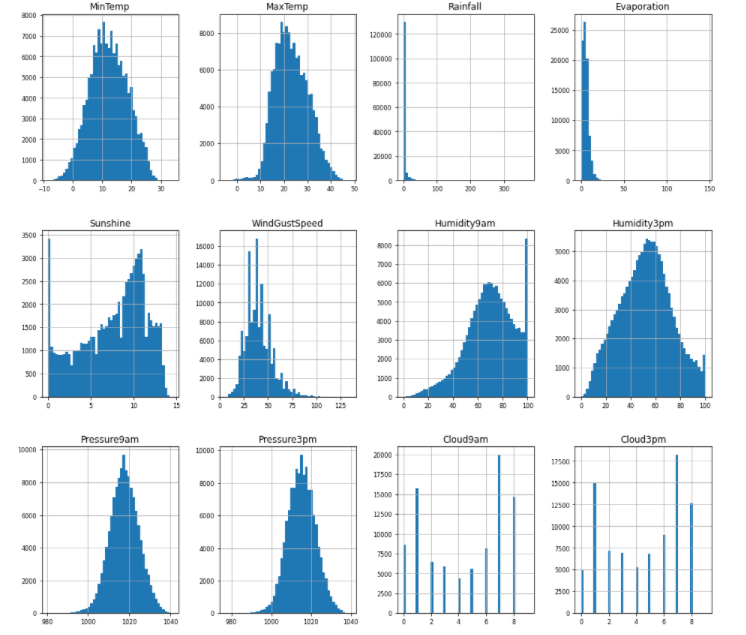 MinTemp MaxTemp Rainfall Evaporation
8000 7000 6000 5000 4000 3000 2000 1000 0
−10 0 10 20 30
8000 6000 4000 2000 0
0 10 20 30 40 50
120000 100000 80000 60000 40000 20000 0
0 100 200 300
25000 20000 15000 10000 5000 0
0 50 100 150
Sunshine WindGustSpeed Humidity9am Humidity3pm
3500 3000 2500 2000 1500 1000 500 0
0 5 10 15
16000 14000 12000 10000 8000 6000 4000 2000 0
0 25 50 75 100 125
8000 7000 6000 5000 4000 3000 2000 1000 0
0 20 40 60 80 100
5000 4000 3000 2000 1000 0
0 20 40 60 80 100
Pressure9am Pressure3pm Cloud9am Cloud3pm
10000 8000 6000 4000 2000 0
980 1000 1020 1040
10000 8000 6000 4000 2000 0
980 1000 1020 1040
20000 17500 15000 12500 10000 7500 5000 2500 0
0 2 4 6 8
17500 15000 12500 10000 7500 5000 2500 0
0 2 4 6 8